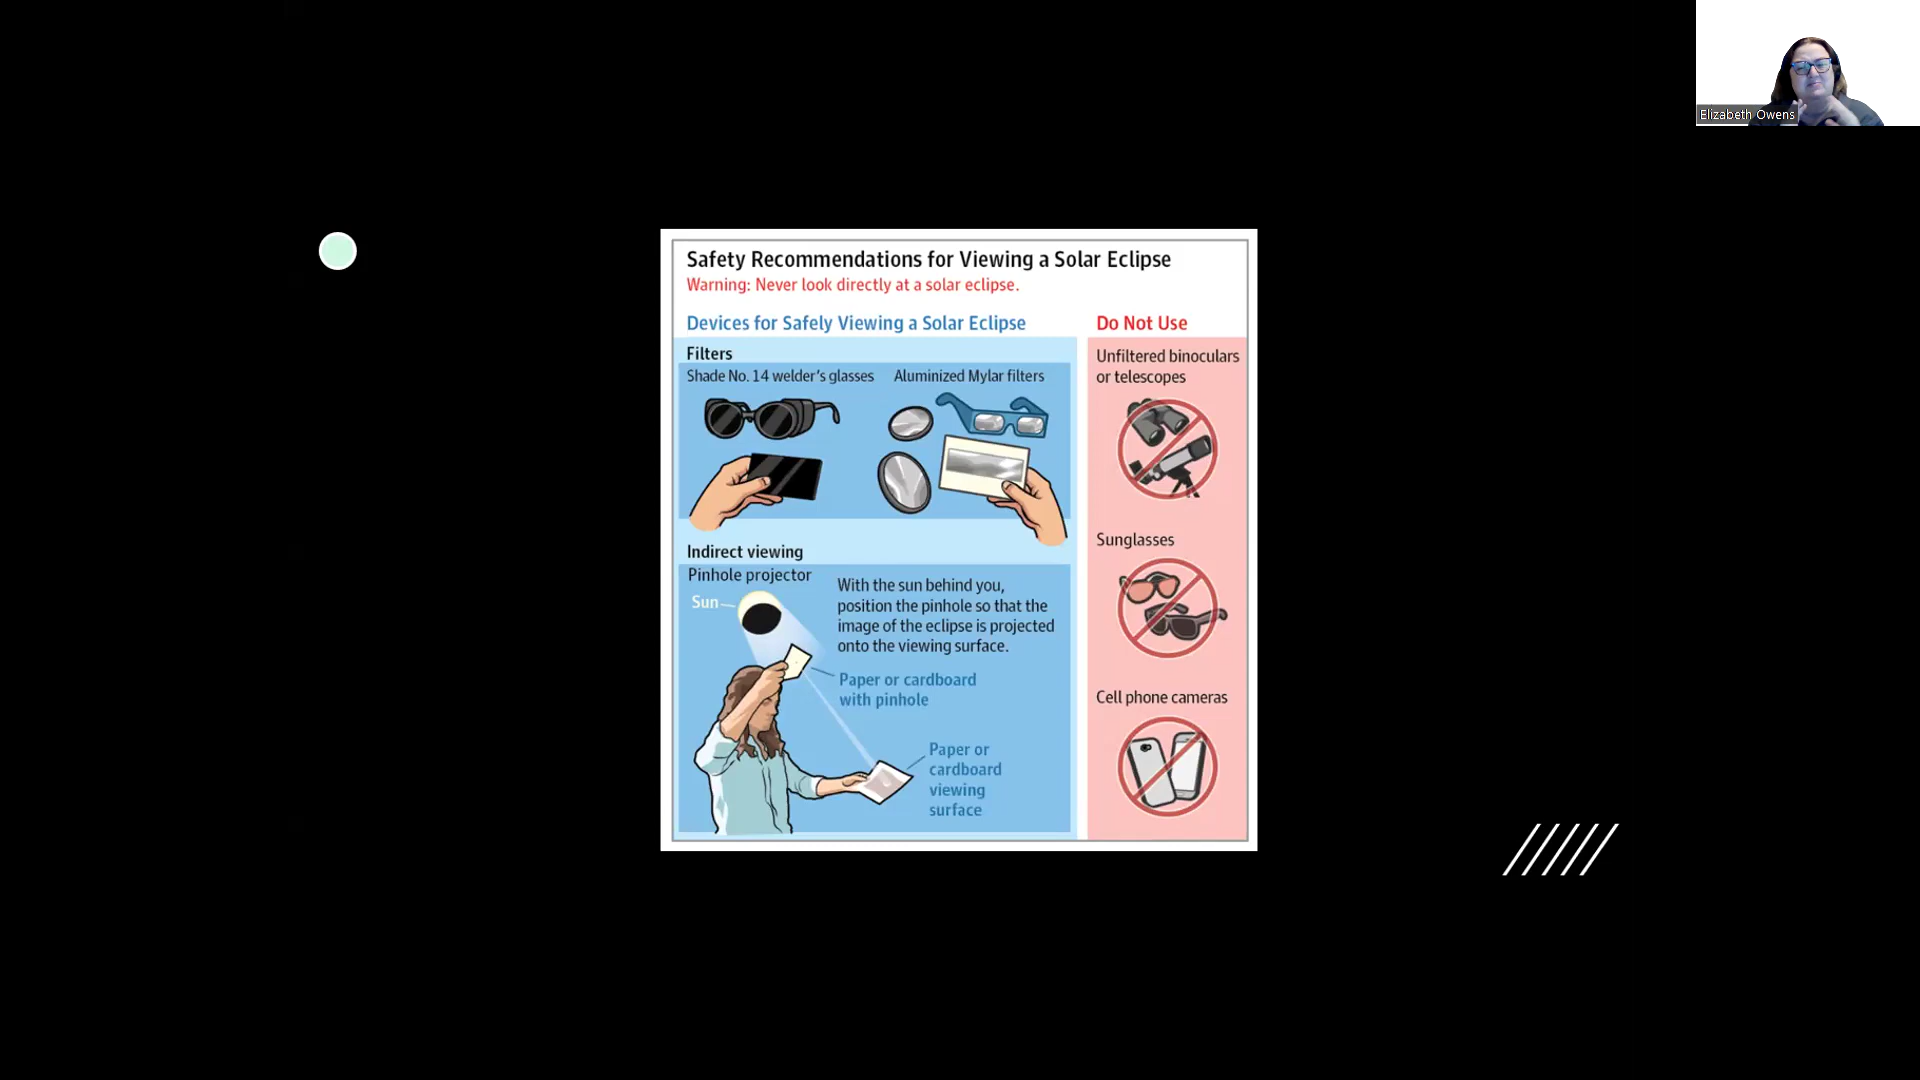 Elizabeth Owens
Safety Recommendations for Viewing a Solar Eclipse
Warning: Never look directly at a solar eclipse.
Devices for Safely Viewing a Solar Eclipse
Filters
Shade No. 14 welder's glasses
Aluminized Mylar filters
Indirect viewing
Pinhole projector
Sun
With the sun behind you,
position the pinhole so that the
image of the eclipse is projected
onto the viewing surface.
Paper or cardboard
with pinhole
Paper or
cardboard
viewing
surface
Do Not Use
Unfiltered binoculars
or telescopes
Sunglasses
Cell phone cameras